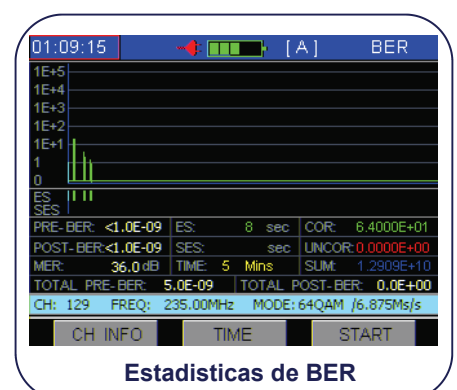 01:09:15 [ A ] BER
1E+5
1E+4
1E+3
1E+2
1E+1
1
0
ES
SES
PRE-BER: <1.0E-09 ES: 8 sec COR: 6.4000E+01
POST-BER:<1.0E-09 SES: sec UNCOR:0.0000E+00
MER: 36.0 dB TIME: 5 Mins SUM: 1.2909E+10
TOTAL PRE-BER: 5.0E-09 TOTAL POST-BER: 0.0E+00
CH: 129 FREQ: 235.00MHz MODE: 64QAM /6.875Ms/s
CH INFO TIME START
Estadisticas de BER